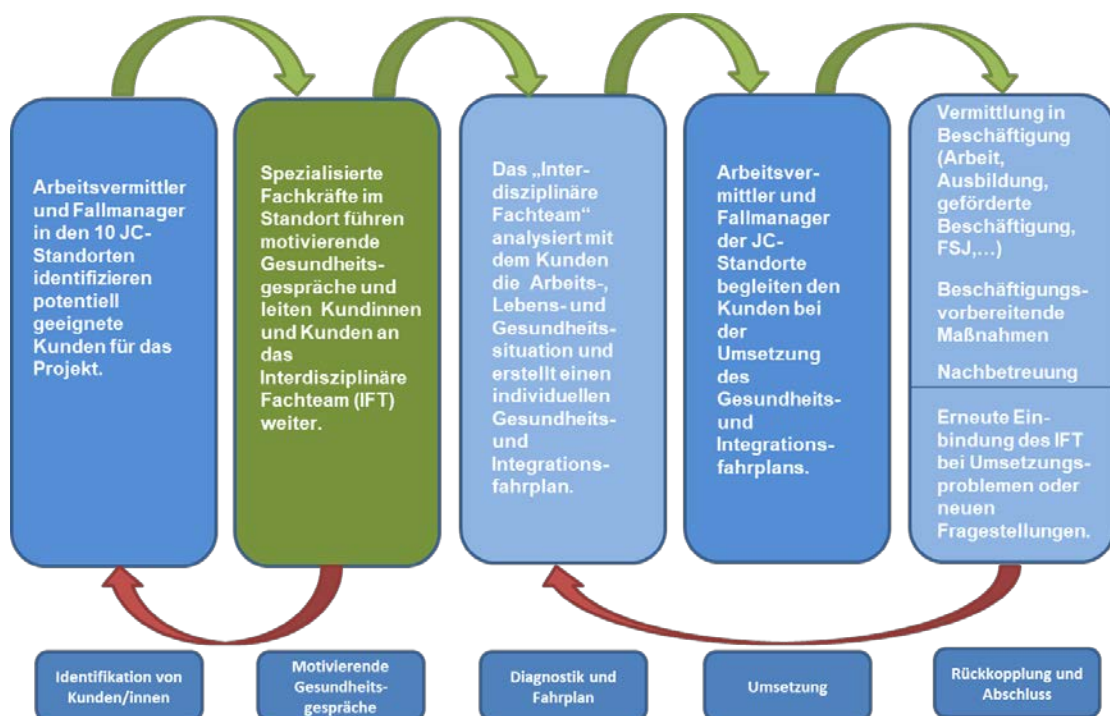 Arbeitsvermittler
und Fallmanager
in den 10 JC-
Standorten
identifizieren
potentiell
geeignete
Kunden für das
Projekt.
Spezialisierte
Fachkräfte im
Standort führen
motivierende
Gesundheits-
gespräche und
leiten Kundinnen
und Kunden an
das
Interdisziplinäre
Fachteam (IFT)
weiter.
Das „Inter-
disziplinäre
Fachteam“
analysiert mit
dem Kunden
die Arbeits-,
Lebens- und
Gesundheits-
situation und
erstellt einen
individuellen
Gesundheits-
und
Integrations-
fahrplan.
Arbeitsver-
mittler und
Fallmanager
der JC-
Standorte
begleiten den
Kunden bei
der
Umsetzung
des
Gesundheits-
und
Integrations-
fahrplans.
Vermittlung in
Beschäftigung
(Arbeit,
Ausbildung,
geförderte
Beschäftigung,
FSJ,…)
Beschäftigungs-
vorbereitende
Maßnahmen
Nachbetreuung
Erneute Ein-
bindung des IFT
bei Umsetzungs-
problemen oder
neuen
Fragestellungen.
Identifikation von
Kunden/innen
Motivierende
Gesundheits-
gespräche
Diagnostik und
Fahrplan
Umsetzung
Rückkopplung und
Abschluss